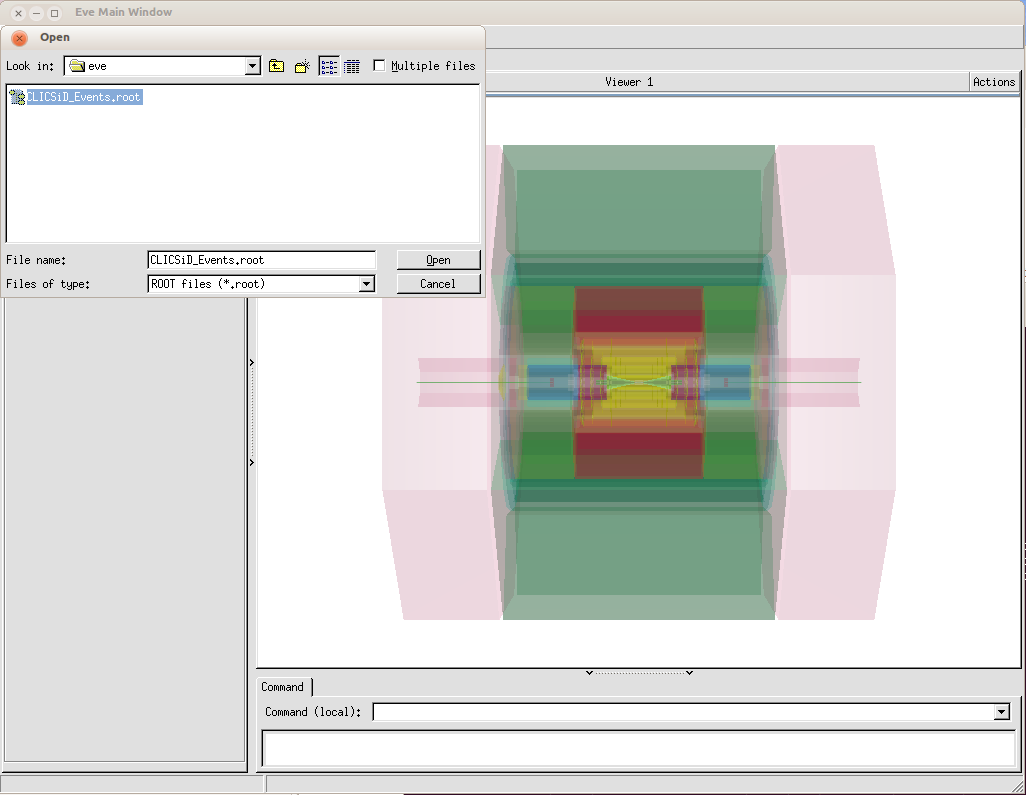 Eve Main Window
Open
Look in: eve Multiple files
CLICSiD_Events.root
File name: CLICSiD_Events.root Open
Files of type: ROOT files (*.root) Cancel
Viewer 1 Actions
Command
Command (local):